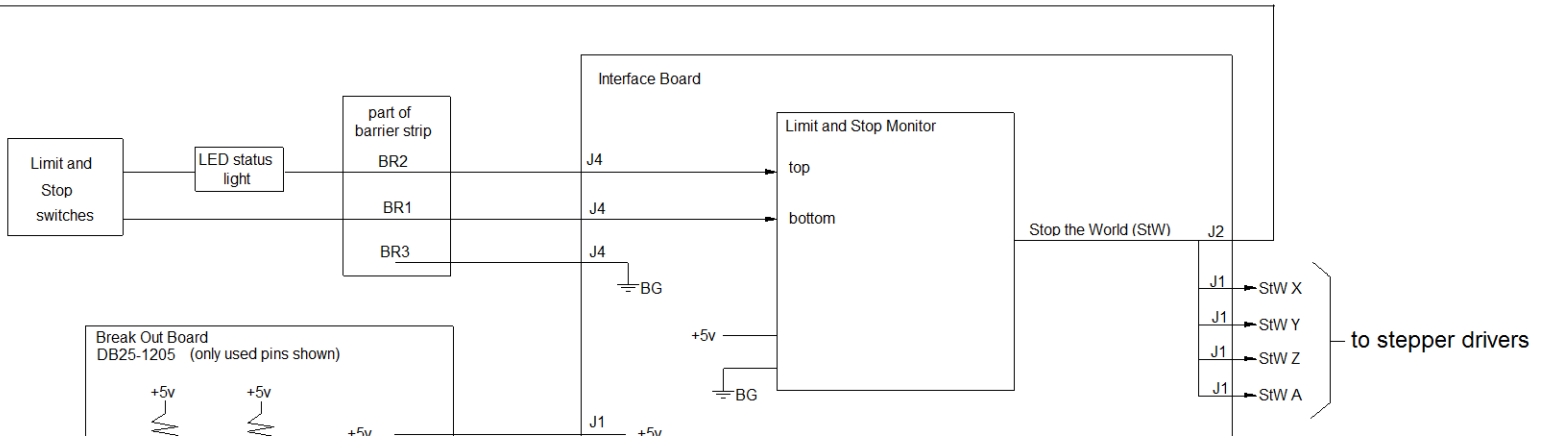 Interface Board
part of
barrier strip
Limit and Stop Monitor
Limit and
Stop
switches
LED status
light
BR2
J4
top
BR1
J4
bottom
BR3
J4
BG
Stop the World (StW)
J2
J1
StW X
J1
StW Y
J1
StW Z
J1
StW A
to stepper drivers
+5v
BG
Break Out Board
DB25-1205 (only used pins shown)
+5v
+5v
+5v
J1
+5v